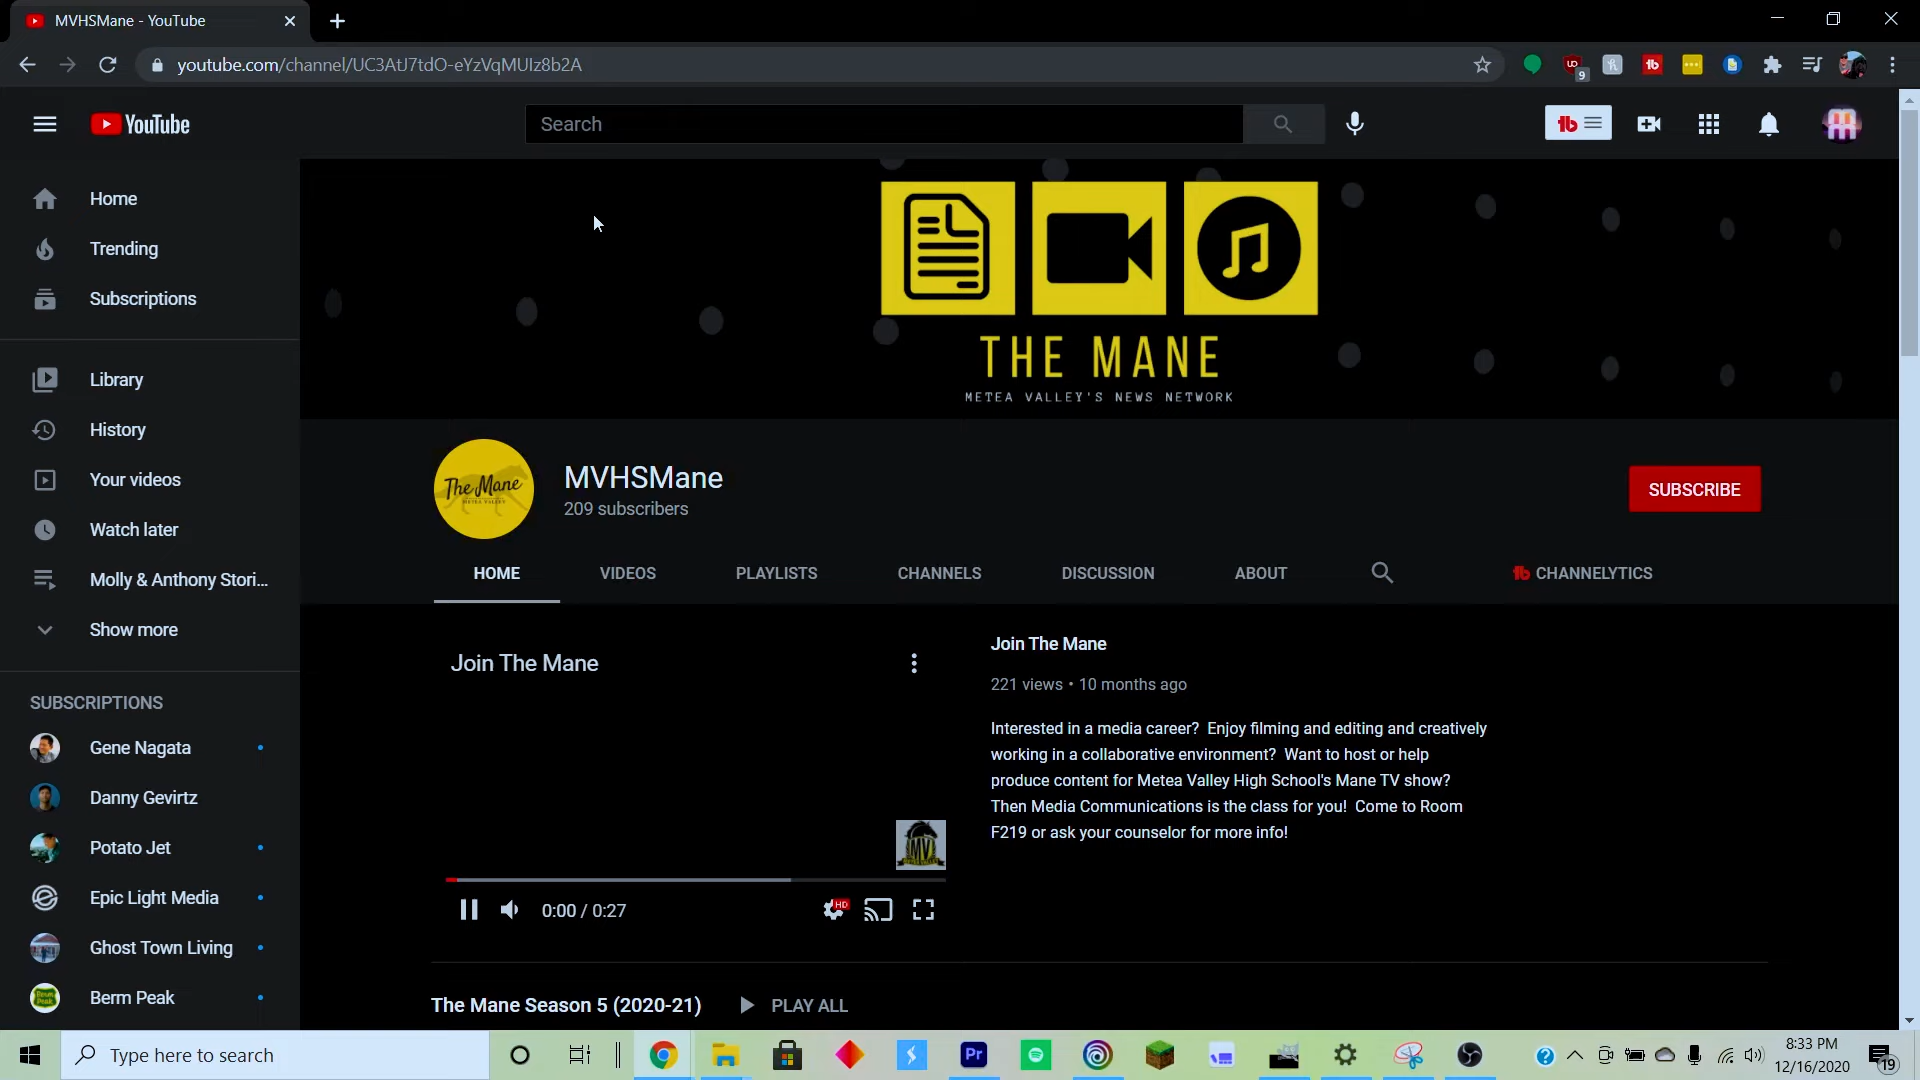 MVHSMane - YouTube
youtube.com/channel/UC3AtJ7tdO-eYzVqMUIz8b2A
9
YouTube
Search
Home
Trending
Subscriptions
Library
History
Your videos
Watch later
Molly & Anthony Stori...
Show more
SUBSCRIPTIONS
Gene Nagata
Danny Gevirtz
Potato Jet
Epic Light Media
Ghost Town Living
Berm Peak
THE MANE
METEA VALLEY'S NEWS NETWORK
The Mane
METEA VALLEY
MVHSMane
209 subscribers
SUBSCRIBE
HOME
VIDEOS
PLAYLISTS
CHANNELS
DISCUSSION
ABOUT
CHANNELYTICS
Join The Mane
MV
0:00 / 0:27
HD
Join The Mane
221 views • 10 months ago
Interested in a media career? Enjoy filming and editing and creatively
working in a collaborative environment? Want to host or help
produce content for Metea Valley High School's Mane TV show?
Then Media Communications is the class for you! Come to Room
F219 or ask your counselor for more info!
The Mane Season 5 (2020-21)
PLAY ALL
Type here to search
Pr
8:33 PM
12/16/2020
19